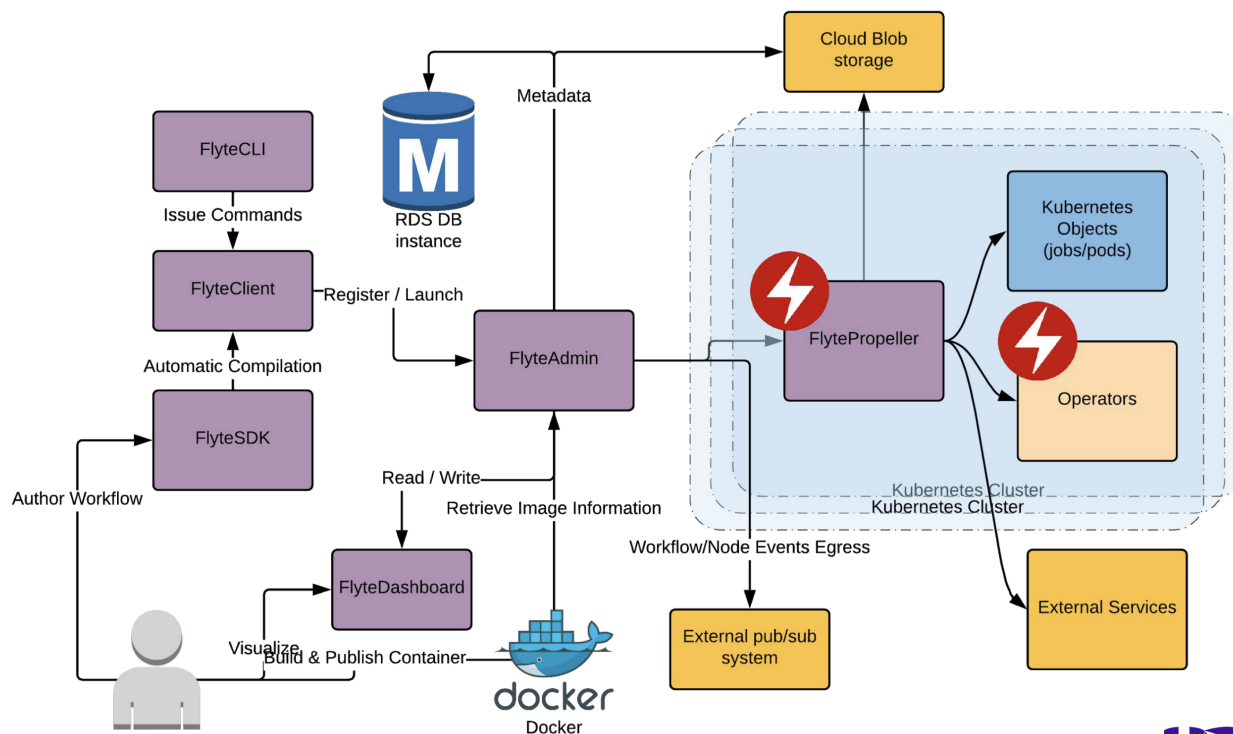 Cloud Blob
storage
Metadata
FlyteCLI
M
RDS DB
instance
Issue Commands
Kubernetes
Objects
(jobs/pods)
FlyteClient
Register / Launch
FlytePropeller
FlyteAdmin
Automatic Compilation
Operators
FlyteSDK
Read / Write
Author Workflow
Retrieve Image Information
Kubernetes Cluster
Kubernetes Cluster
Workflow/Node Events Egress
FlyteDashboard
External Services
External pub/sub
system
Visualize
Build & Publish Container
docker
Docker